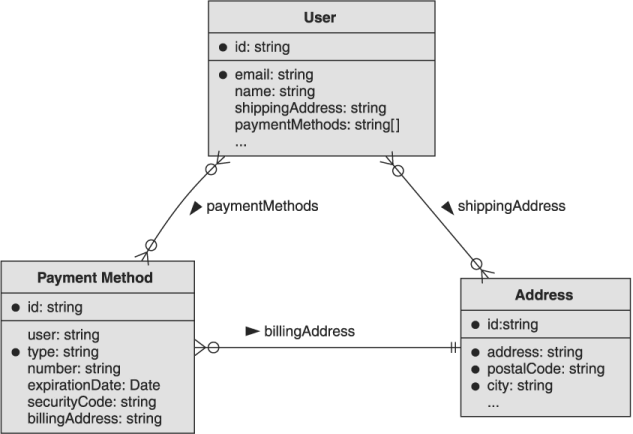 User
id: string
email: string
name: string
shippingAddress: string
paymentMethods: string[]
...
paymentMethods
shippingAddress
Payment Method
id: string
user: string
type: string
number: string
expirationDate: Date
securityCode: string
billingAddress: string
billingAddress
Address
id:string
address: string
postalCode: string
city: string
...